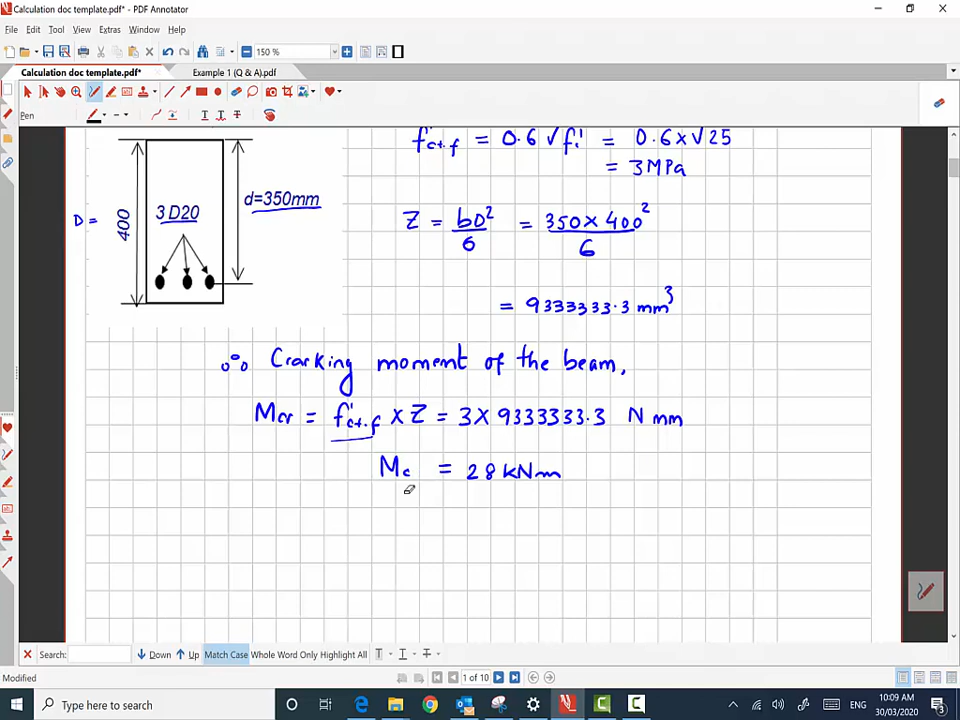 Calculation doc template.pdf* - PDF Annotator
File Edit Tool View Extras Window Help
150 %
Calculation doc template.pdf* Example 1 (Q & A).pdf
Pen
f'ct.f = 0.6 √f'c = 0.6 x √25
= 3 MPa
D = 400
3 D20
d=350mm
Z = bD²/6 = 350 x 400²/6
= 9333333.3 mm³
∴ Cracking moment of the beam,
Mcr = f'ct.f x Z = 3 x 9333333.3 N mm
Mc = 28 kNm
Search: Down Up Match Case Whole Word Only Highlight All
Modified
1 of 10
Type here to search
10:09 AM
30/03/2020
3